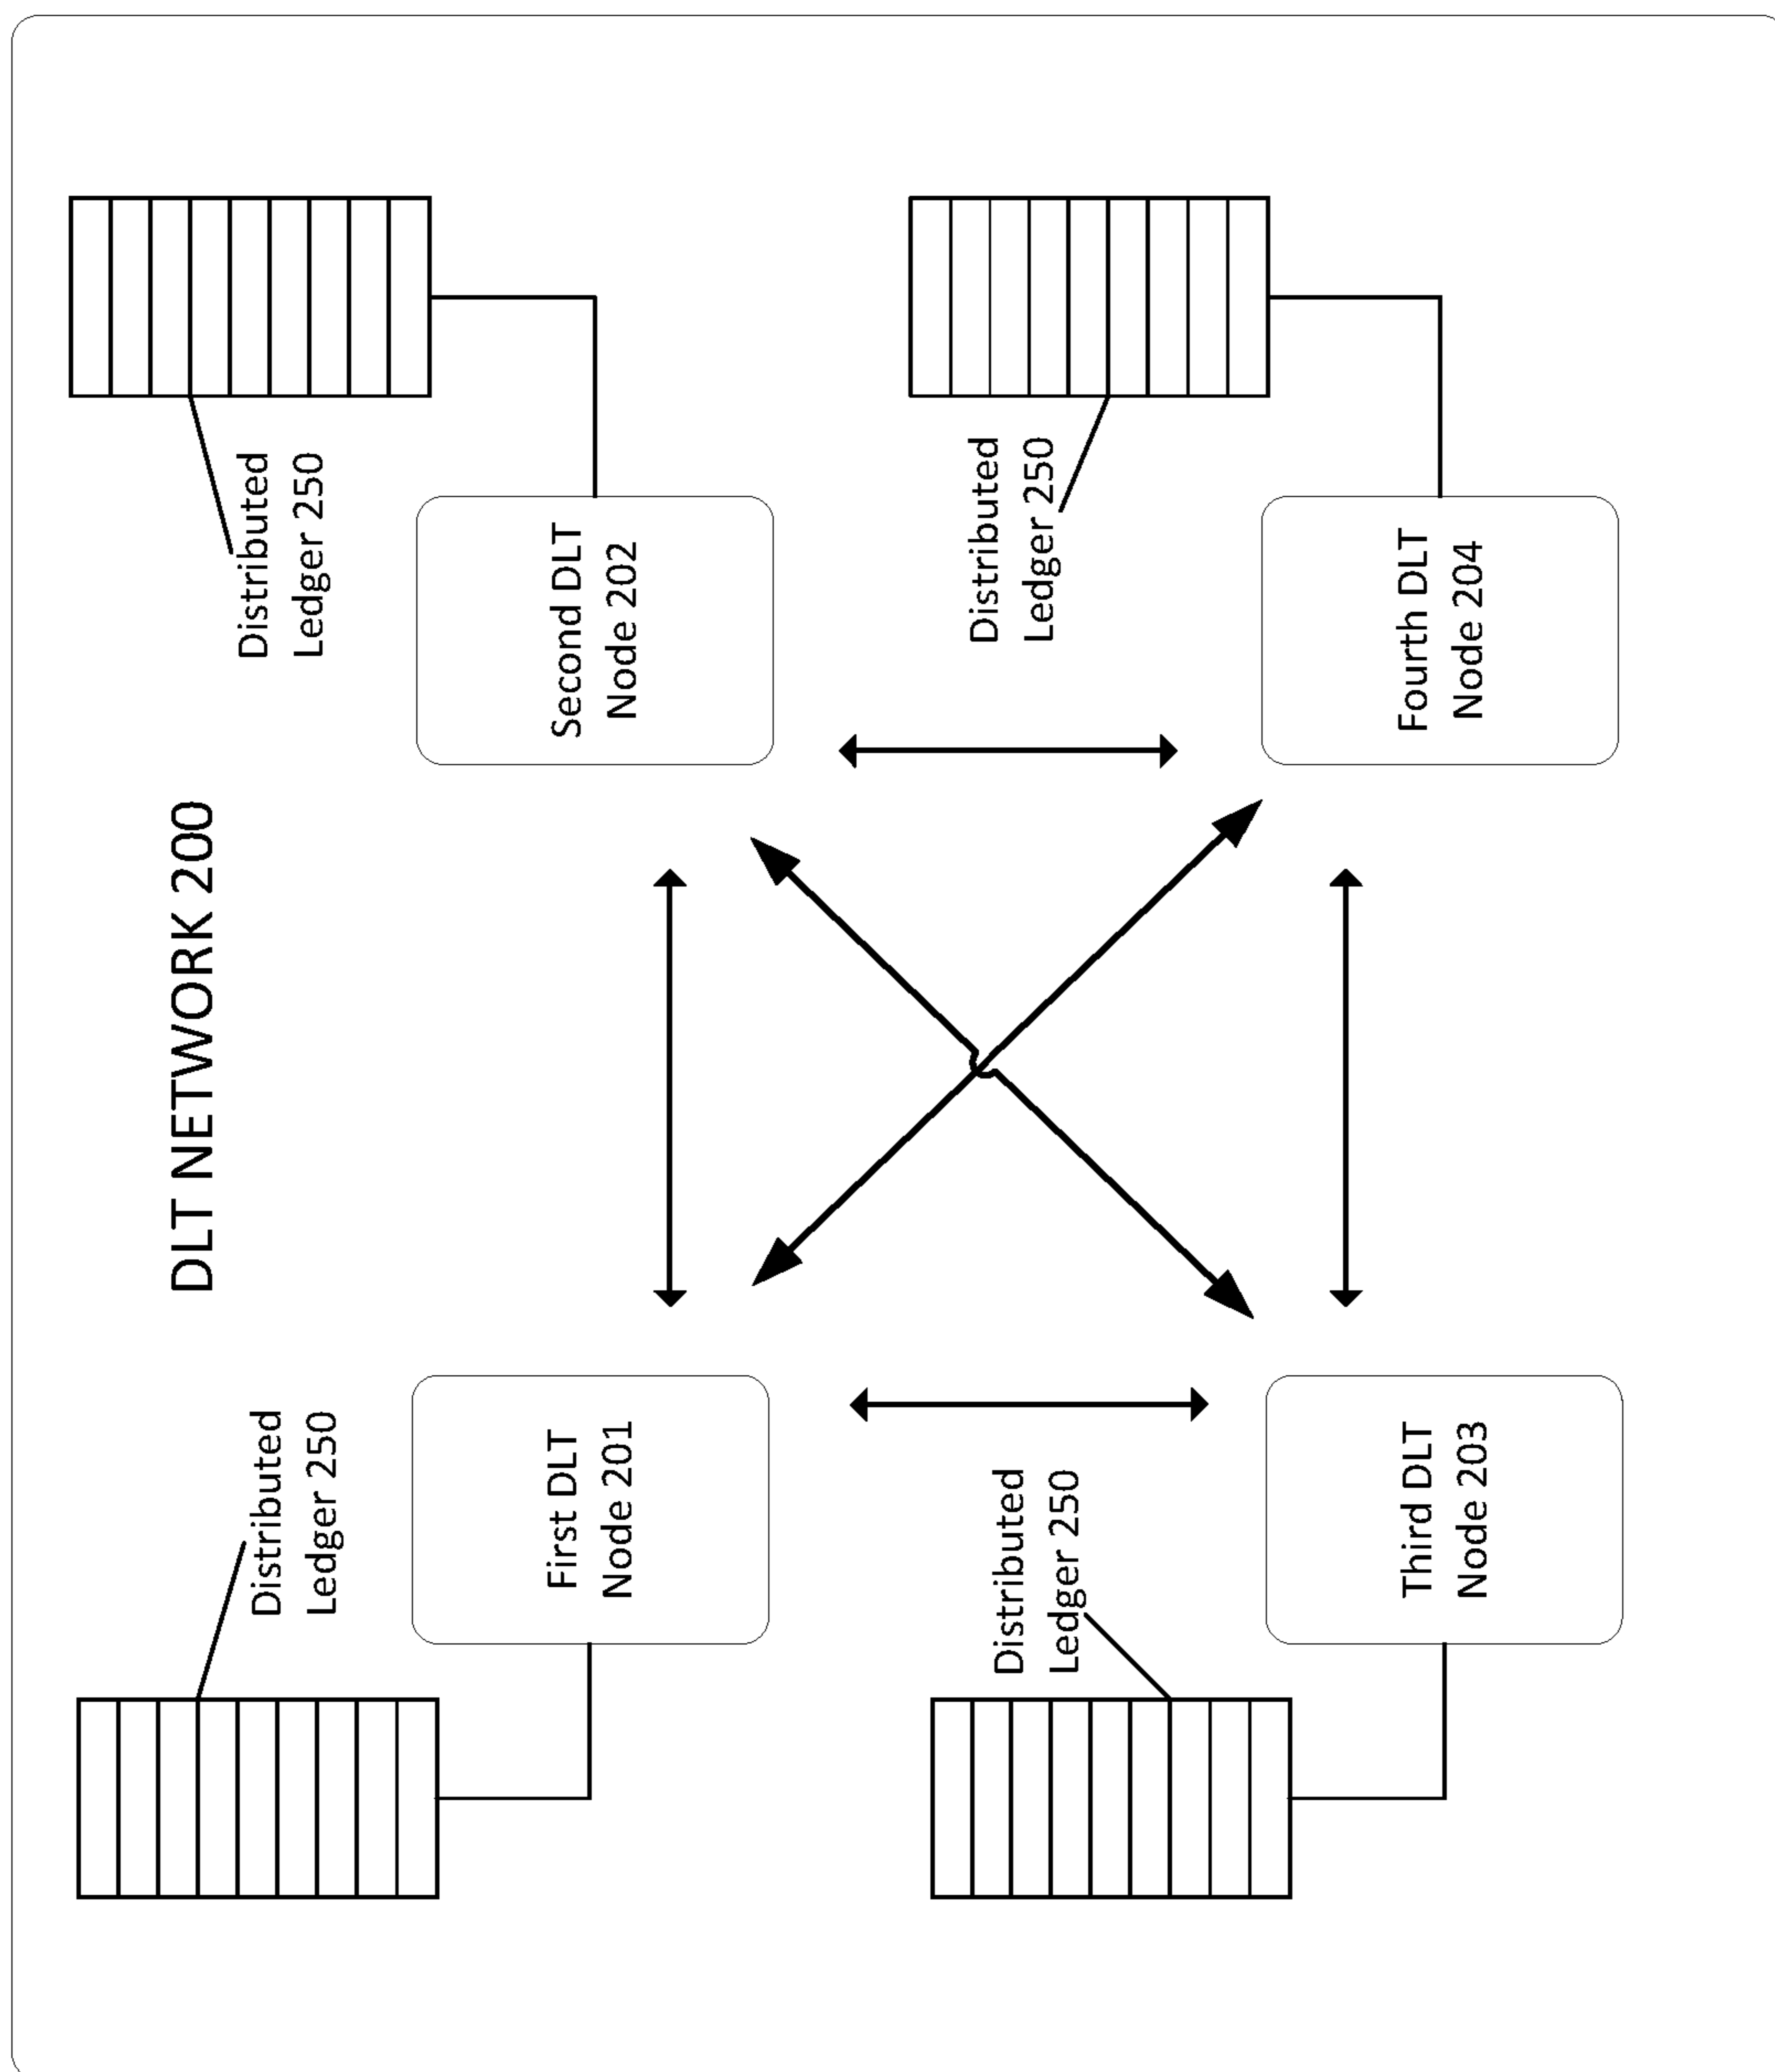 DLT NETWORK 200
Distributed
Ledger 250
Distributed
Ledger 250
First DLT
Node 201
Second DLT
Node 202
Distributed
Ledger 250
Distributed
Ledger 250
Third DLT
Node 203
Fourth DLT
Node 204